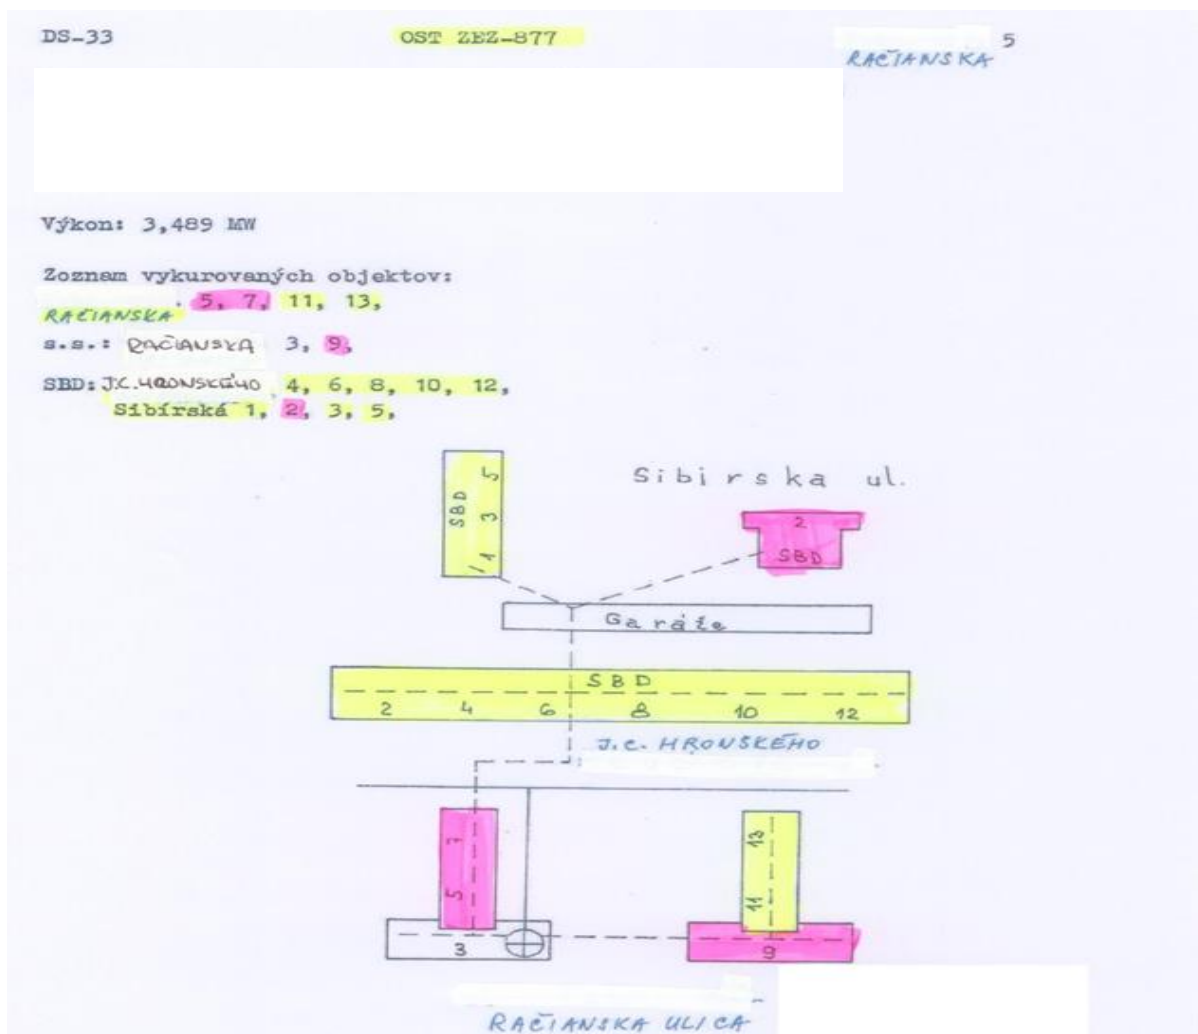 DS-33 OST ZEZ-877 5
RAČIANSKA
Výkon: 3,489 MW
Zoznam vykurovaných objektov:
RAČIANSKA 5, 7, 11, 13,
s.s.: RAČIANSKA 3, 9,
SBD: J.C.HRONSKÉHO 4, 6, 8, 10, 12,
Sibírská 1, 2, 3, 5,
Sibirska ul.
SBD
1 3 5
2
SBD
Garáže
SBD
2 4 6 8 10 12
J.C. HRONSKÉHO
5 7
11 13
3
9
RAČIANSKA ULICA